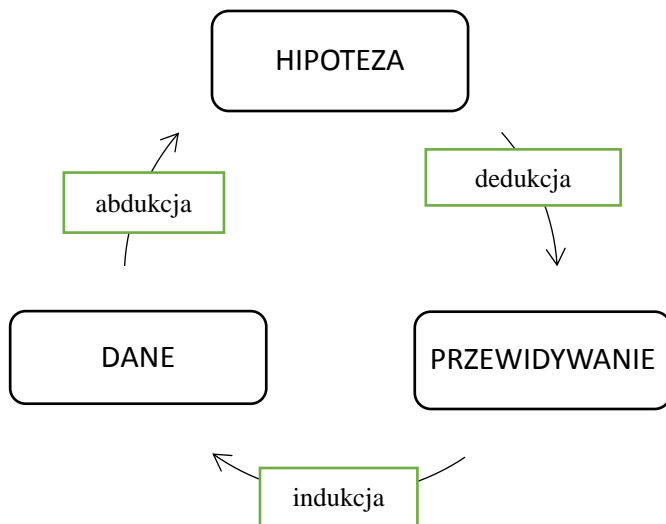 HIPOTEZA
abdukcja
dedukcja
DANE
PRZEWIDYWANIE
indukcja